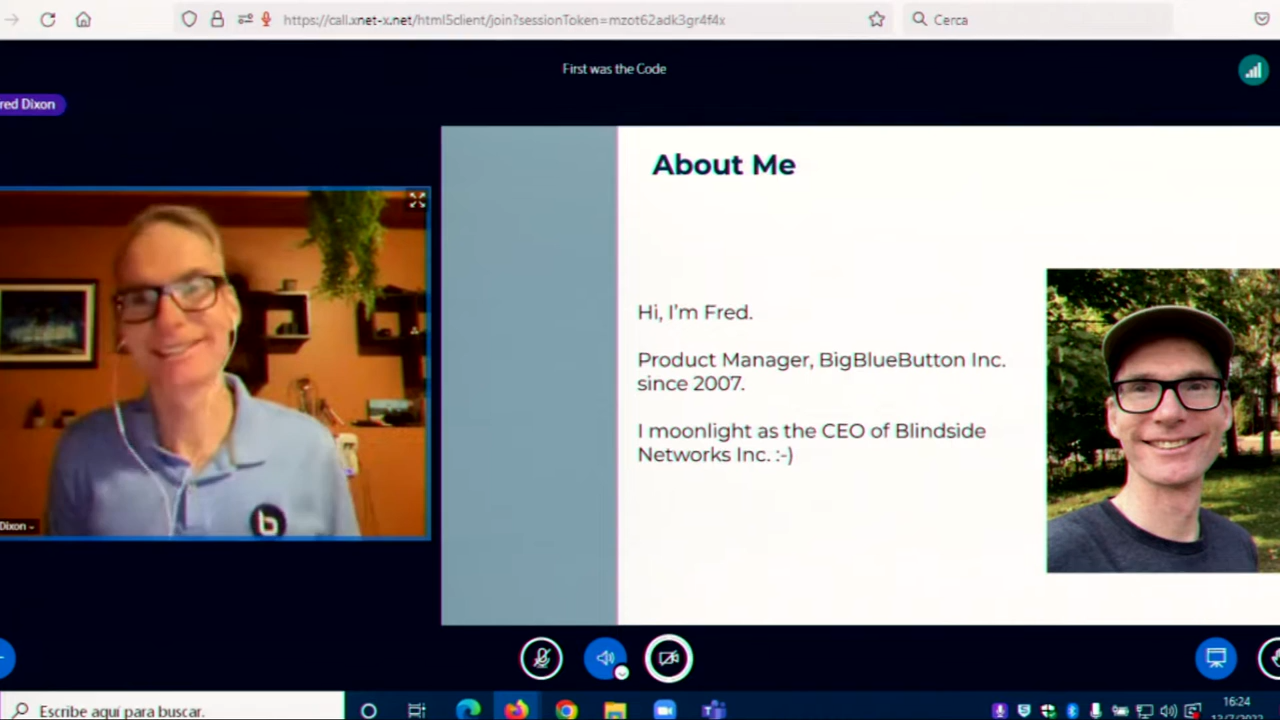 https://call.xnet-x.net/html5client/join?sessionToken=mzot62adk3gr4f4x
Cerca
First was the Code
red Dixon
About Me
Hi, I'm Fred.
Product Manager, BigBlueButton Inc.
since 2007.
I moonlight as the CEO of Blindside
Networks Inc. :-)
Dixon
b
Escribe aquí para buscar.
16:24